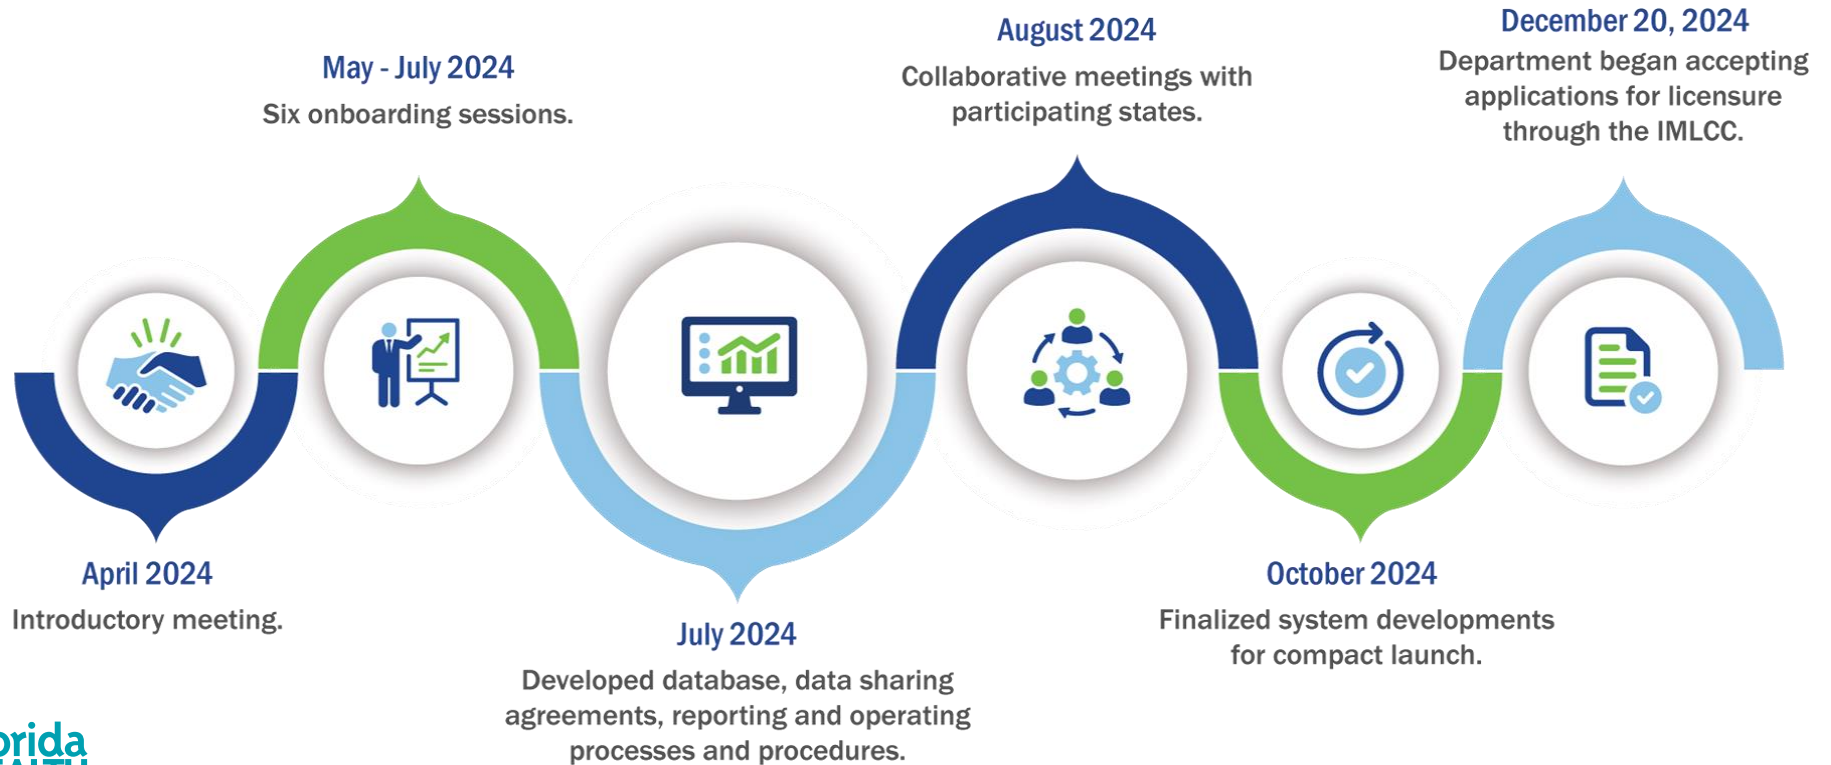 April 2024
Introductory meeting.
May - July 2024
Six onboarding sessions.
July 2024
Developed database, data sharing
agreements, reporting and operating
processes and procedures.
August 2024
Collaborative meetings with
participating states.
October 2024
Finalized system developments
for compact launch.
December 20, 2024
Department began accepting
applications for licensure
through the IMLCC.
orida